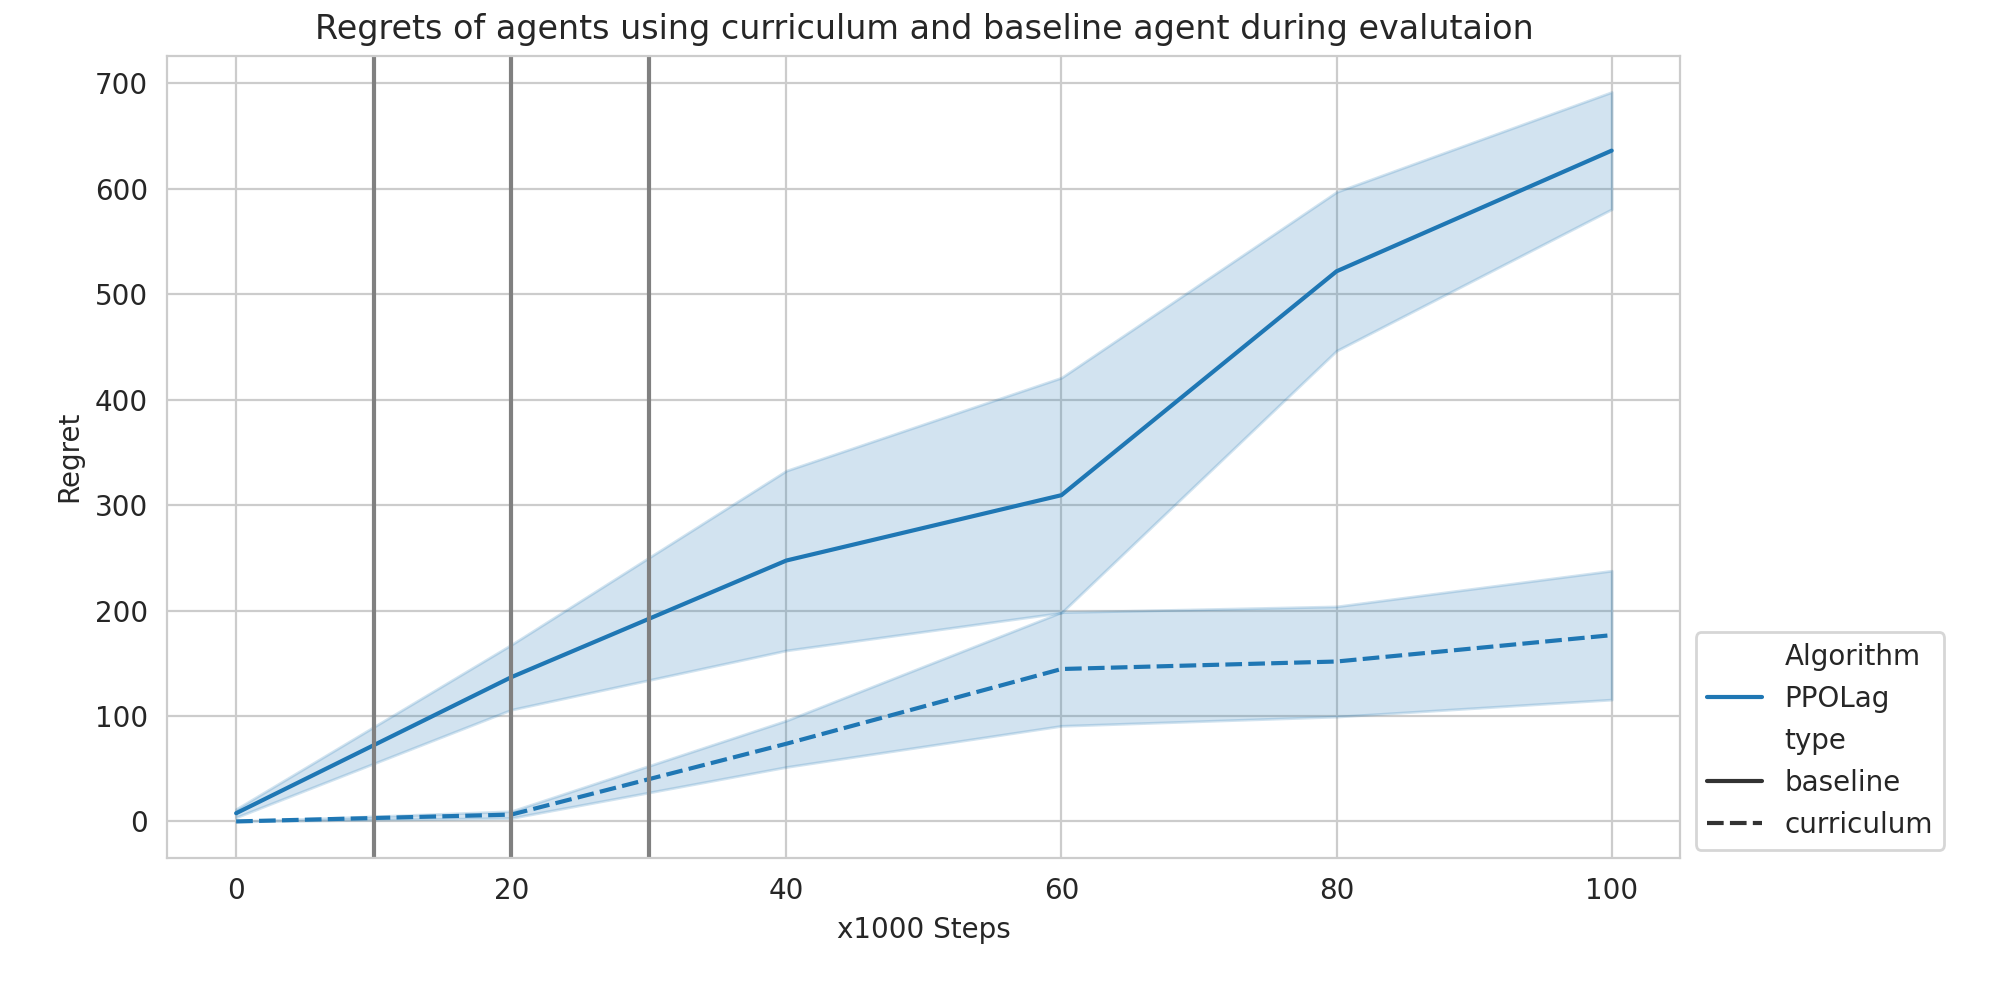 Regrets of agents using curriculum and baseline agent during evalutaion
700
600
500
400
300
200
100
0
Regret
0 20 40 60 80 100
x1000 Steps
Algorithm
PPOLag
type
baseline
curriculum